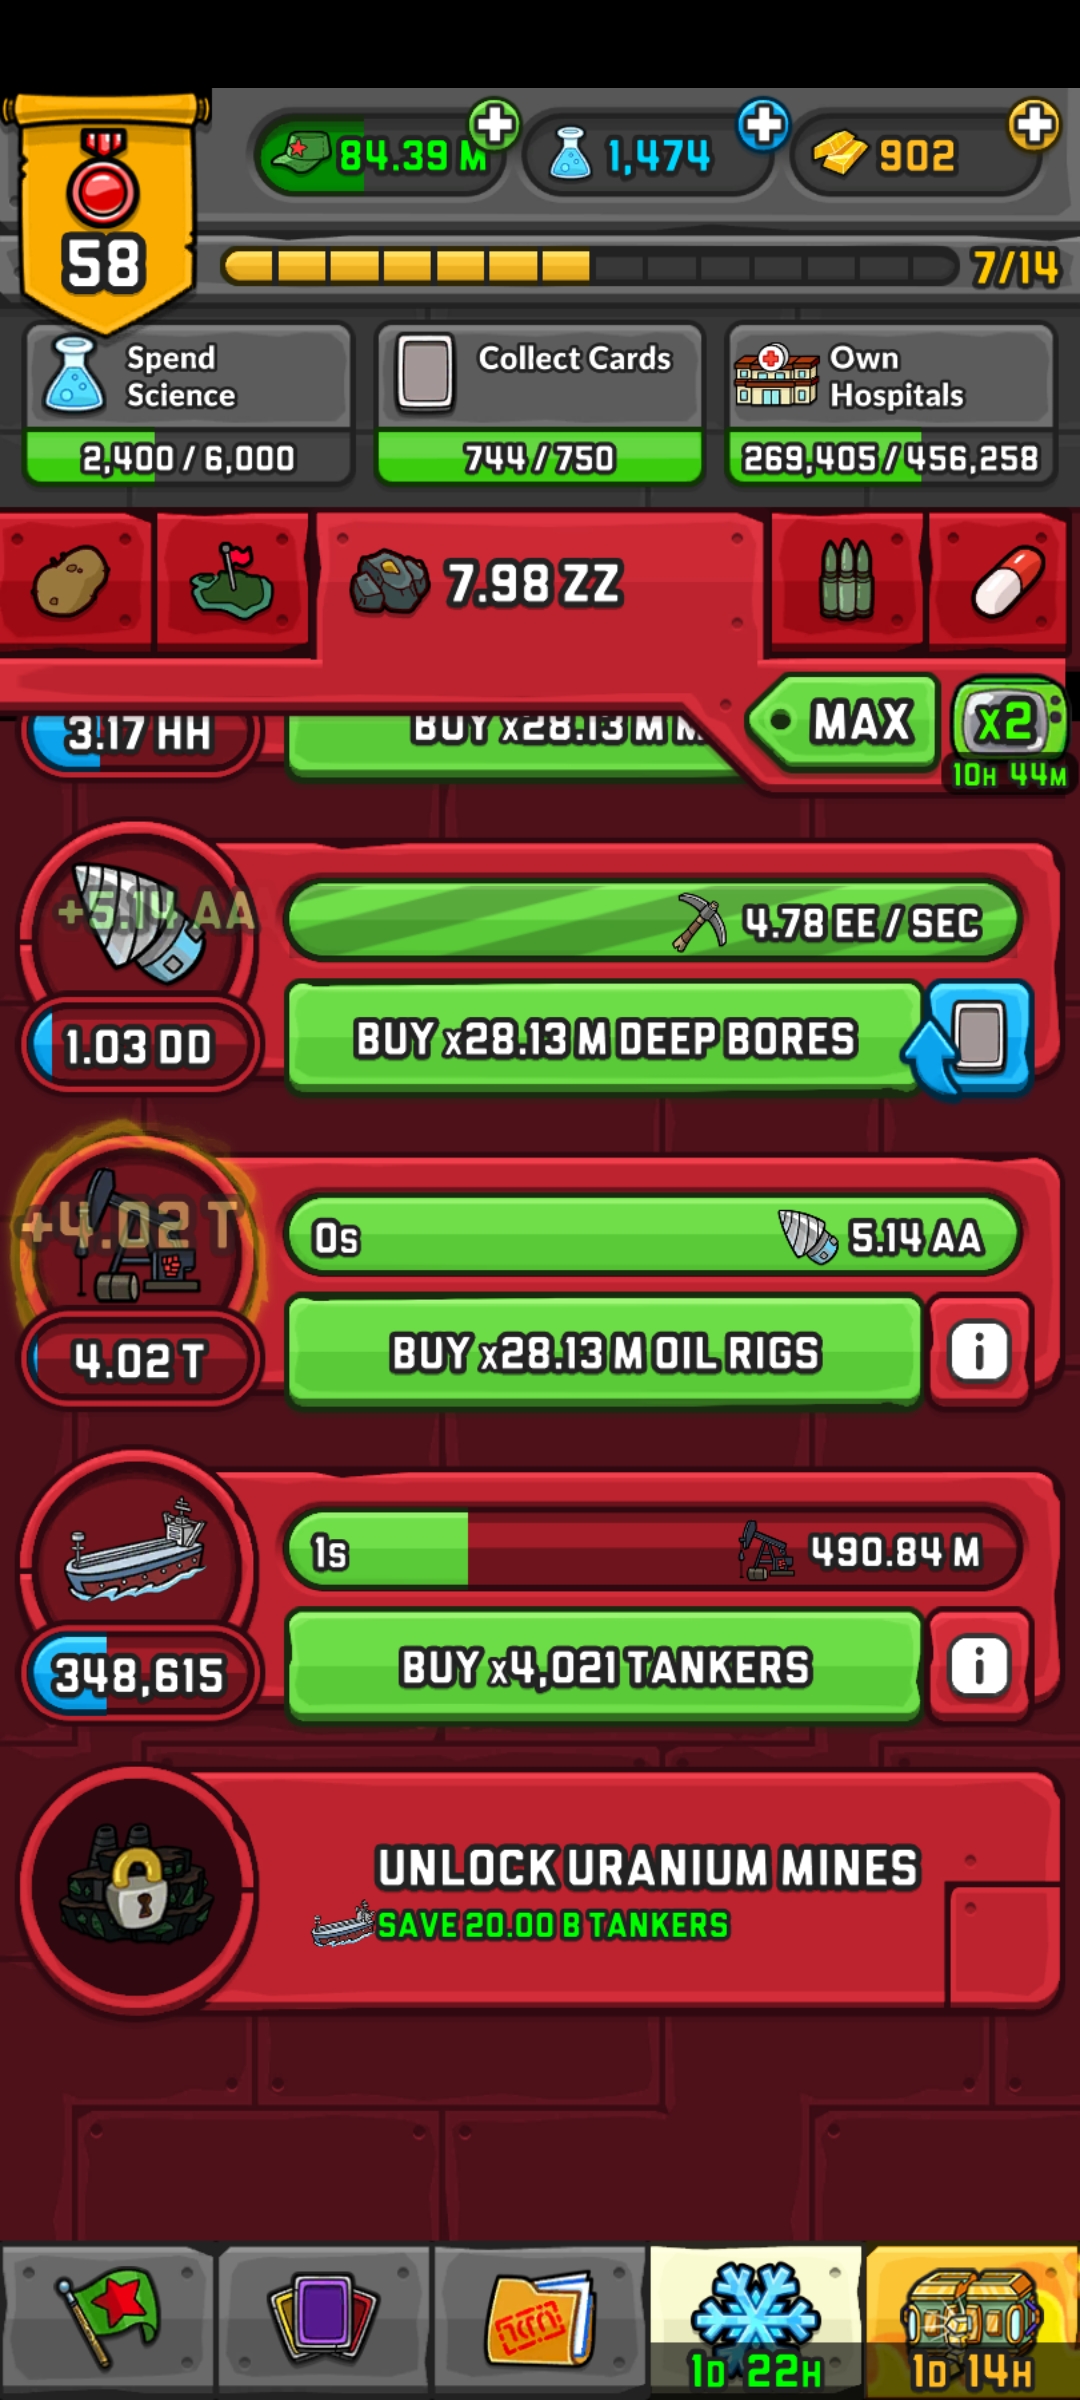 84.39 M
1,474
902
58
7/14
Spend
Science
2,400 / 6,000
Collect Cards
744 / 750
Own
Hospitals
269,405 / 456,258
7.98 ZZ
MAX
x2
10H 44M
3.17 HH
BUY x28.13 M M
+5.14 AA
4.78 EE / SEC
1.03 DD
BUY x28.13 M DEEP BORES
+4.02 T
0s
5.14 AA
4.02 T
BUY x28.13 M OIL RIGS
i
1s
490.84 M
348,615
BUY x4,021 TANKERS
i
UNLOCK URANIUM MINES
SAVE 20.00 B TANKERS
1D 22H
1D 14H